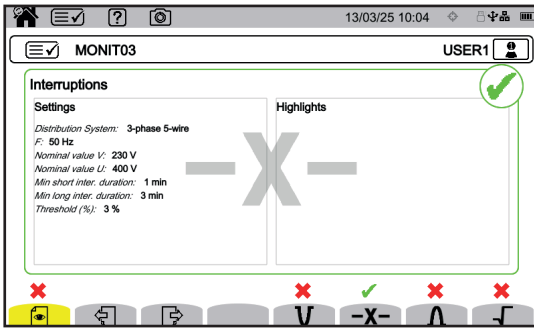 13/03/25 10:04
MONIT03
USER1
Interruptions
Settings
Distribution System: 3-phase 5-wire
F: 50 Hz
Nominal value V: 230 V
Nominal value U: 400 V
Min short inter. duration: 1 min
Min long inter. duration: 3 min
Threshold (%): 3 %
Highlights
-X-
-X-